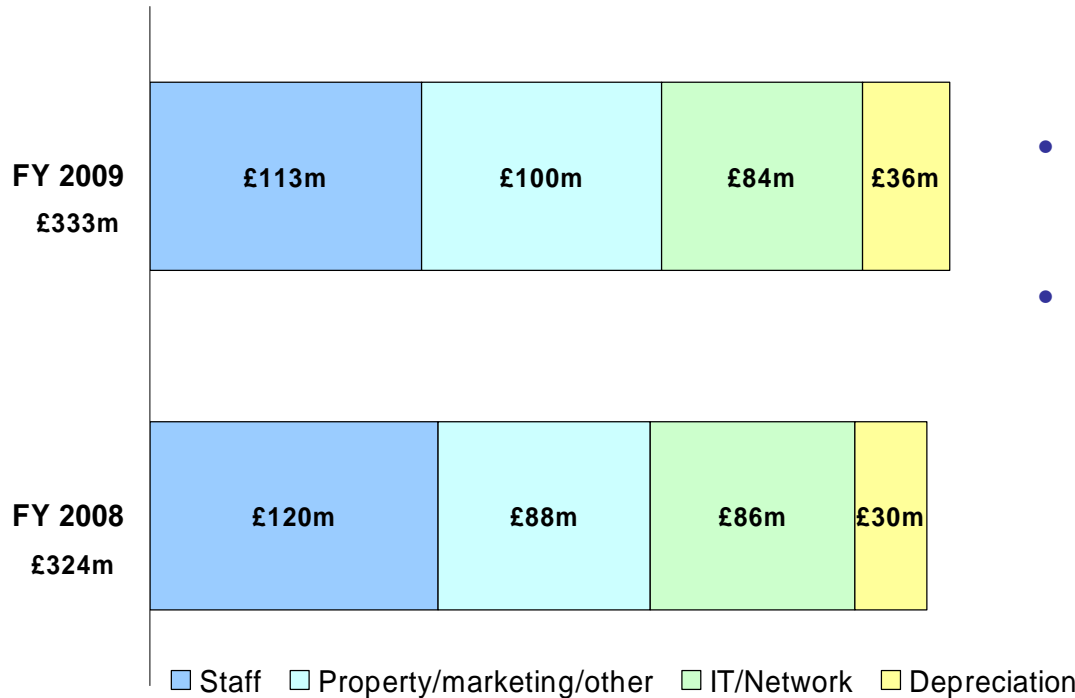 FY 2009
£333m
£113m £100m £84m £36m
FY 2008
£324m
£120m £88m £86m £30m
Staff Property/marketing/other IT/Network Depreciation